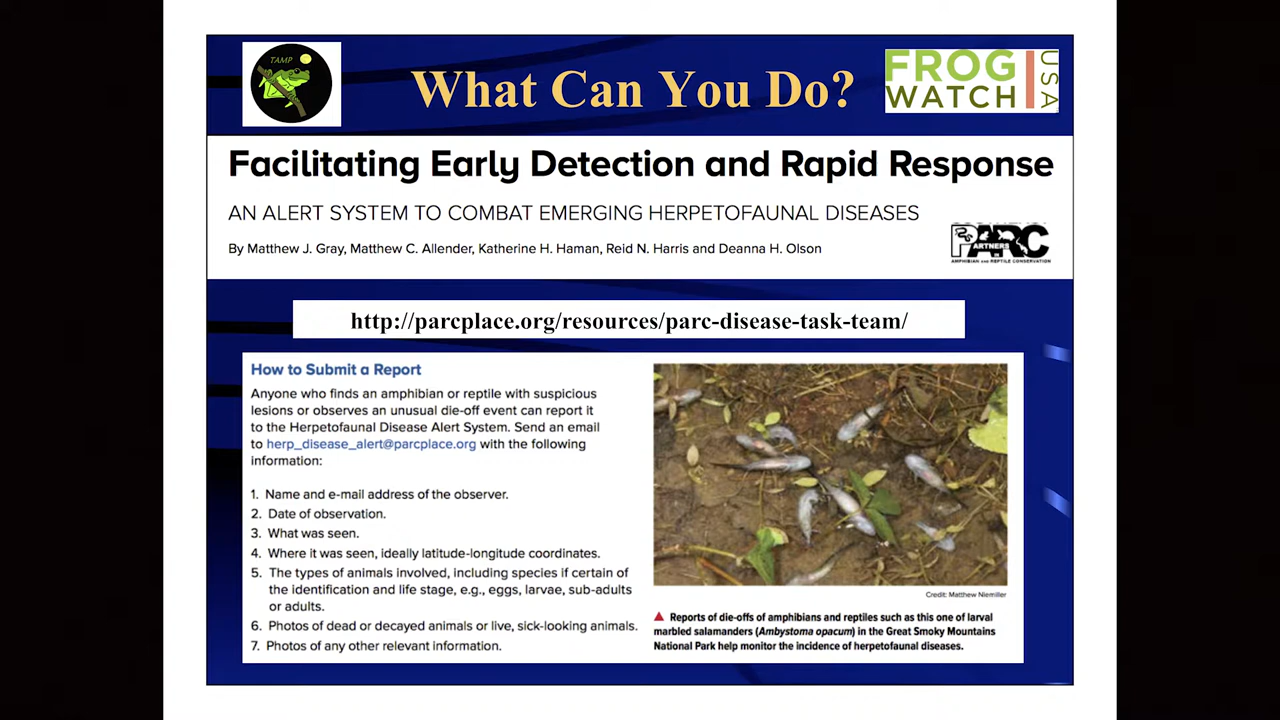 TAMP
What Can You Do?
FROG
WATCH
USA
Facilitating Early Detection and Rapid Response
AN ALERT SYSTEM TO COMBAT EMERGING HERPETOFAUNAL DISEASES
By Matthew J. Gray, Matthew C. Allender, Katherine H. Haman, Reid N. Harris and Deanna H. Olson
PARC
PARTNERS
AMPHIBIAN AND REPTILE CONSERVATION
http://parcplace.org/resources/parc-disease-task-team/
How to Submit a Report
Anyone who finds an amphibian or reptile with suspicious
lesions or observes an unusual die-off event can report it
to the Herpetofaunal Disease Alert System. Send an email
to herp_disease_alert@parcplace.org with the following
information:
1. Name and e-mail address of the observer.
2. Date of observation.
3. What was seen.
4. Where it was seen, ideally latitude-longitude coordinates.
5. The types of animals involved, including species if certain of
the identification and life stage, e.g., eggs, larvae, sub-adults
or adults.
6. Photos of dead or decayed animals or live, sick-looking animals.
7. Photos of any other relevant information.
Credit: Matthew Niemiller
▲ Reports of die-offs of amphibians and reptiles such as this one of larval
marbled salamanders (Ambystoma opacum) in the Great Smoky Mountains
National Park help monitor the incidence of herpetofaunal diseases.